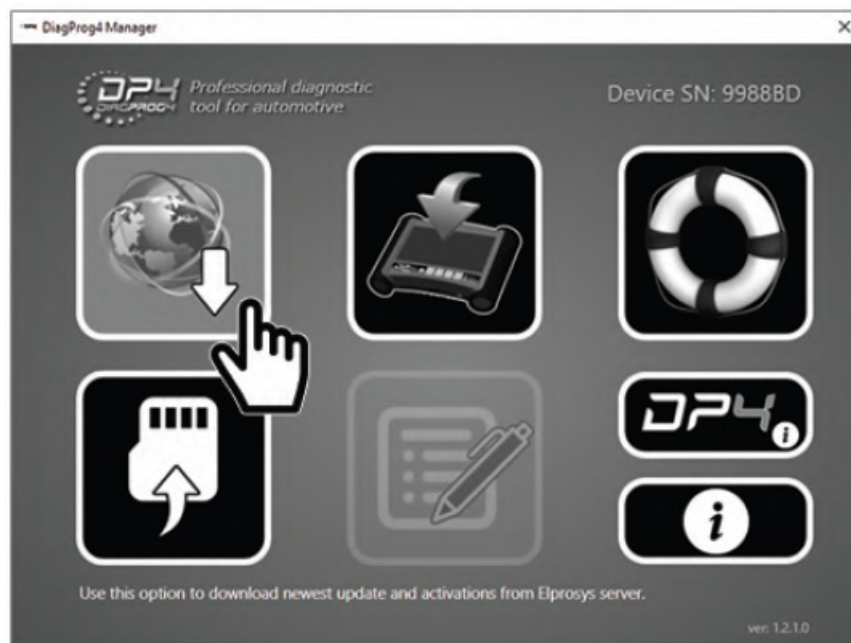 DiagProg4 Manager
DP4
DIAGPROG4
Professional diagnostic
tool for automotive
Device SN: 9988BD
DP4
i
i
Use this option to download newest update and activations from Elprosys server.
ver: 1.2.1.0